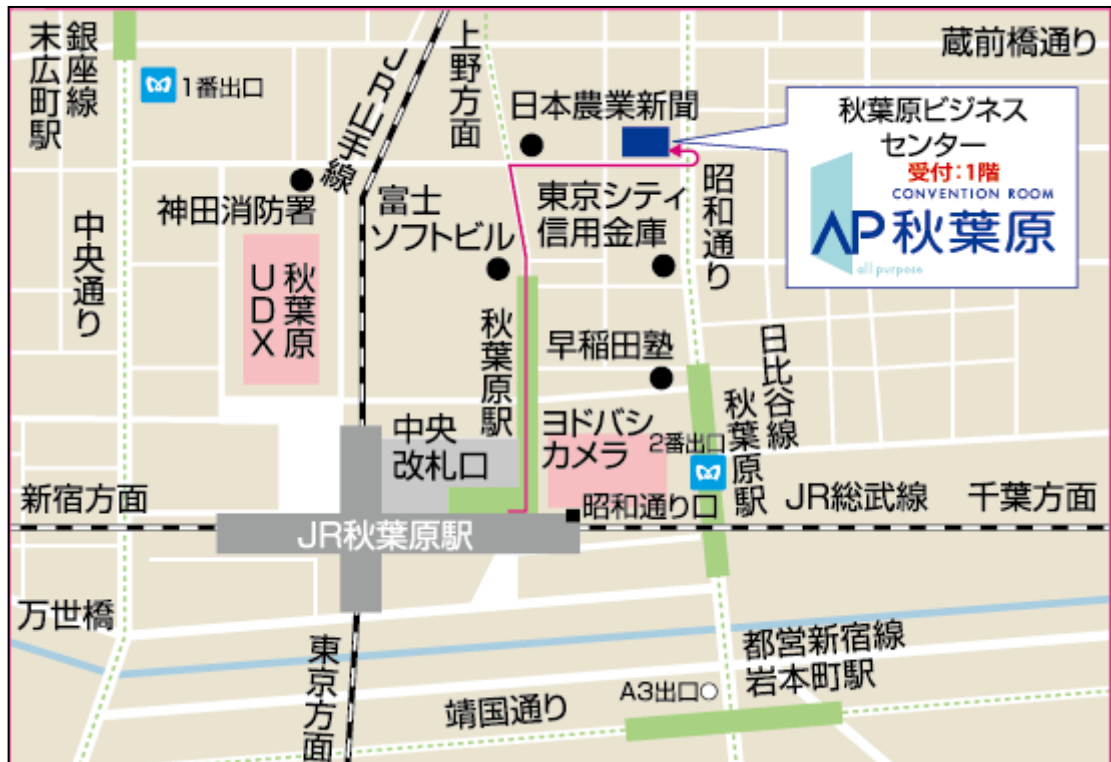 銀座線
末広町駅
1番出口
JR山手線
上野方面
蔵前橋通り
日本農業新聞
秋葉原ビジネス
センター
受付:1階
CONVENTION ROOM
AP秋葉原
all purpose
神田消防署
富士
ソフトビル
東京シティ
信用金庫
昭和通り
中央通り
秋葉原
UDX
秋葉原駅
早稲田塾
日比谷線
秋葉原駅
中央
改札口
ヨドバシ
カメラ
2番出口
新宿方面
昭和通り口
JR総武線
千葉方面
JR秋葉原駅
万世橋
東京方面
都営新宿線
岩本町駅
A3出口
靖国通り